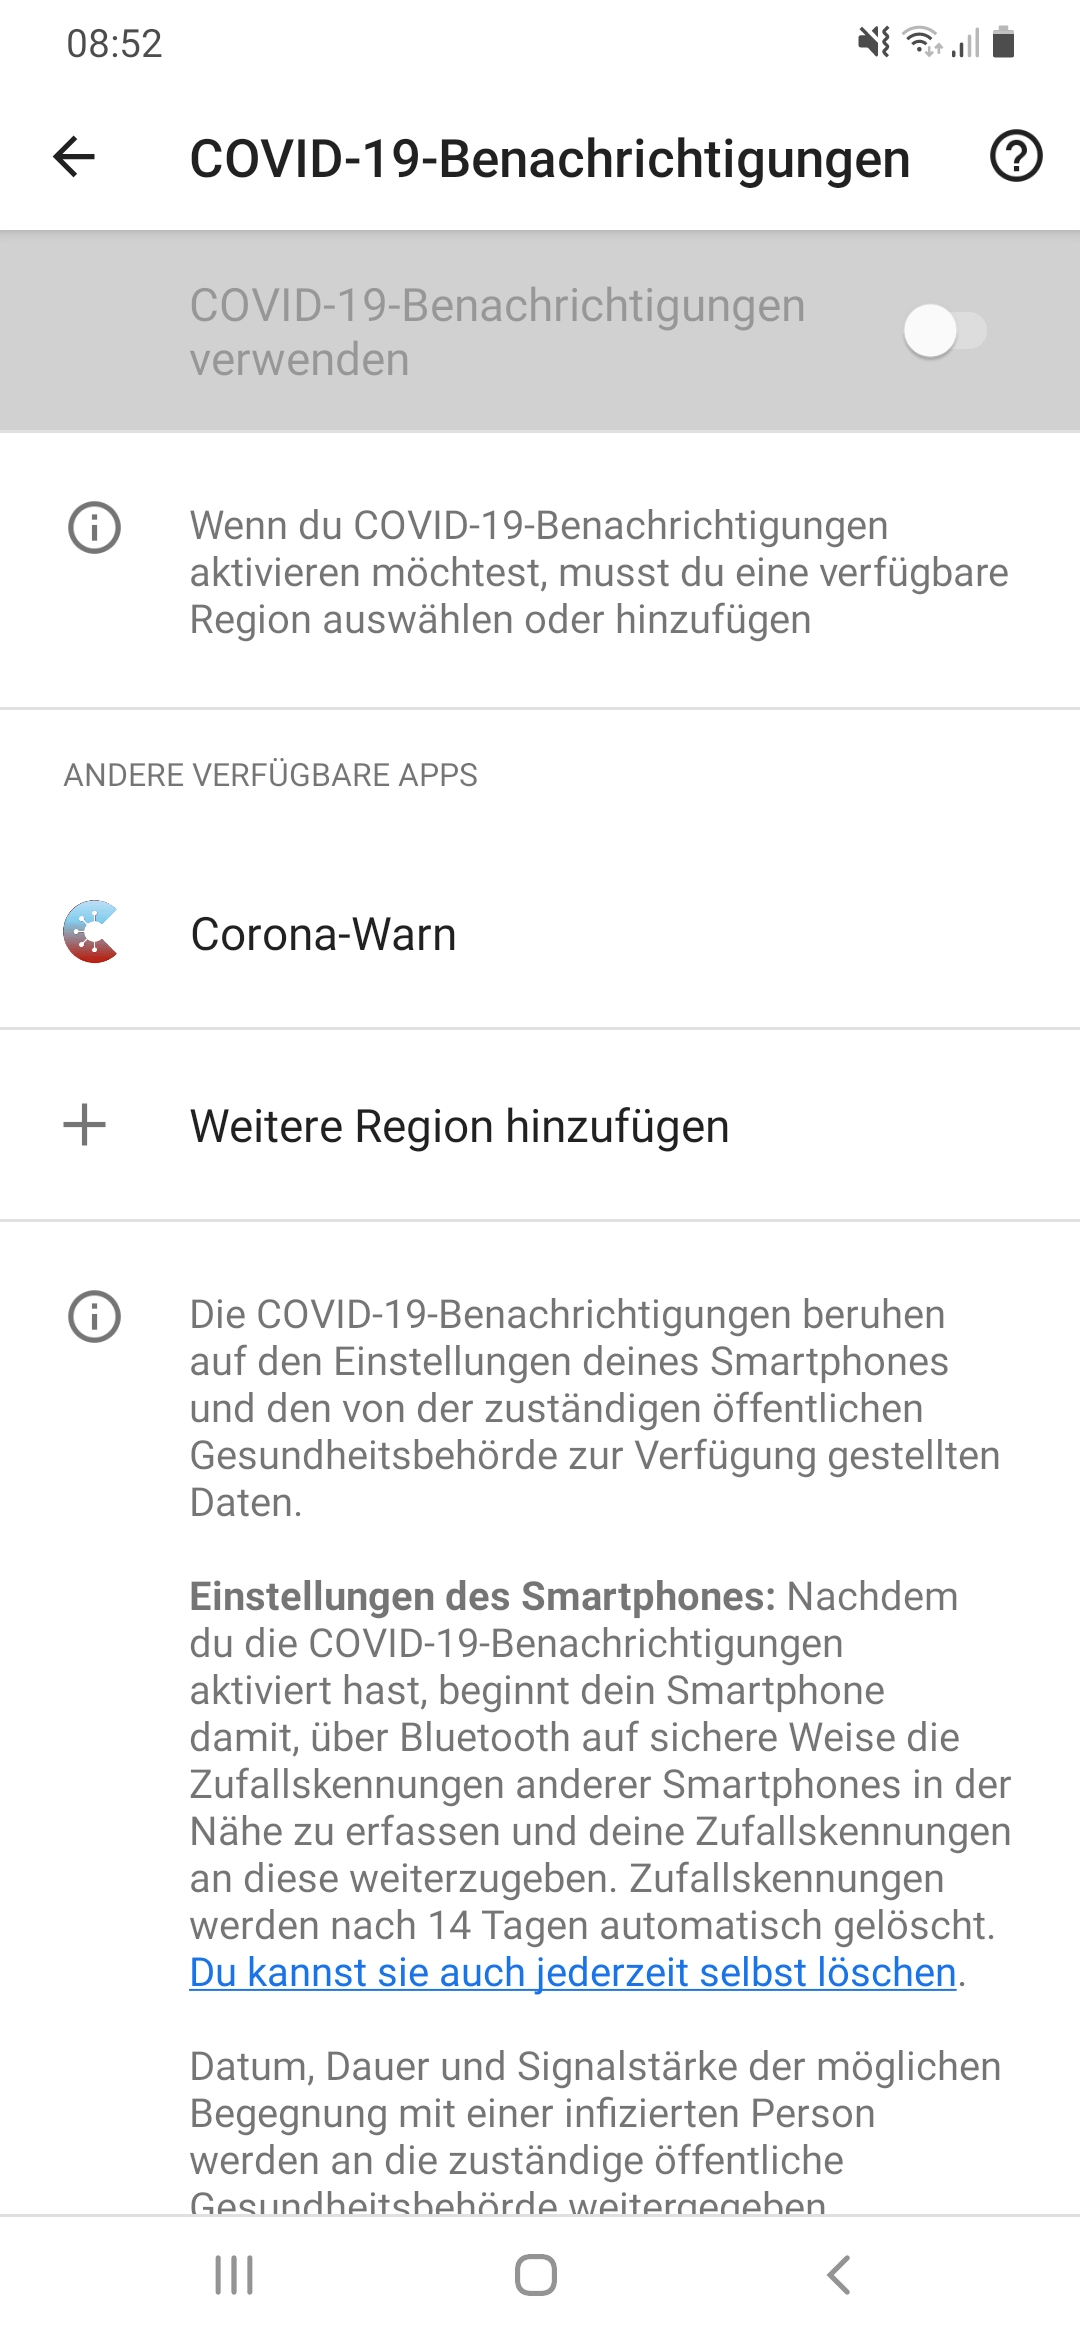 08:52
COVID-19-Benachrichtigungen
COVID-19-Benachrichtigungen
verwenden
Wenn du COVID-19-Benachrichtigungen
aktivieren möchtest, musst du eine verfügbare
Region auswählen oder hinzufügen
ANDERE VERFÜGBARE APPS
Corona-Warn
Weitere Region hinzufügen
Die COVID-19-Benachrichtigungen beruhen
auf den Einstellungen deines Smartphones
und den von der zuständigen öffentlichen
Gesundheitsbehörde zur Verfügung gestellten
Daten.
Einstellungen des Smartphones: Nachdem
du die COVID-19-Benachrichtigungen
aktiviert hast, beginnt dein Smartphone
damit, über Bluetooth auf sichere Weise die
Zufallskennungen anderer Smartphones in der
Nähe zu erfassen und deine Zufallskennungen
an diese weiterzugeben. Zufallskennungen
werden nach 14 Tagen automatisch gelöscht.
Du kannst sie auch jederzeit selbst löschen.
Datum, Dauer und Signalstärke der möglichen
Begegnung mit einer infizierten Person
werden an die zuständige öffentliche
Gesundheitsbehörde weitergegeben